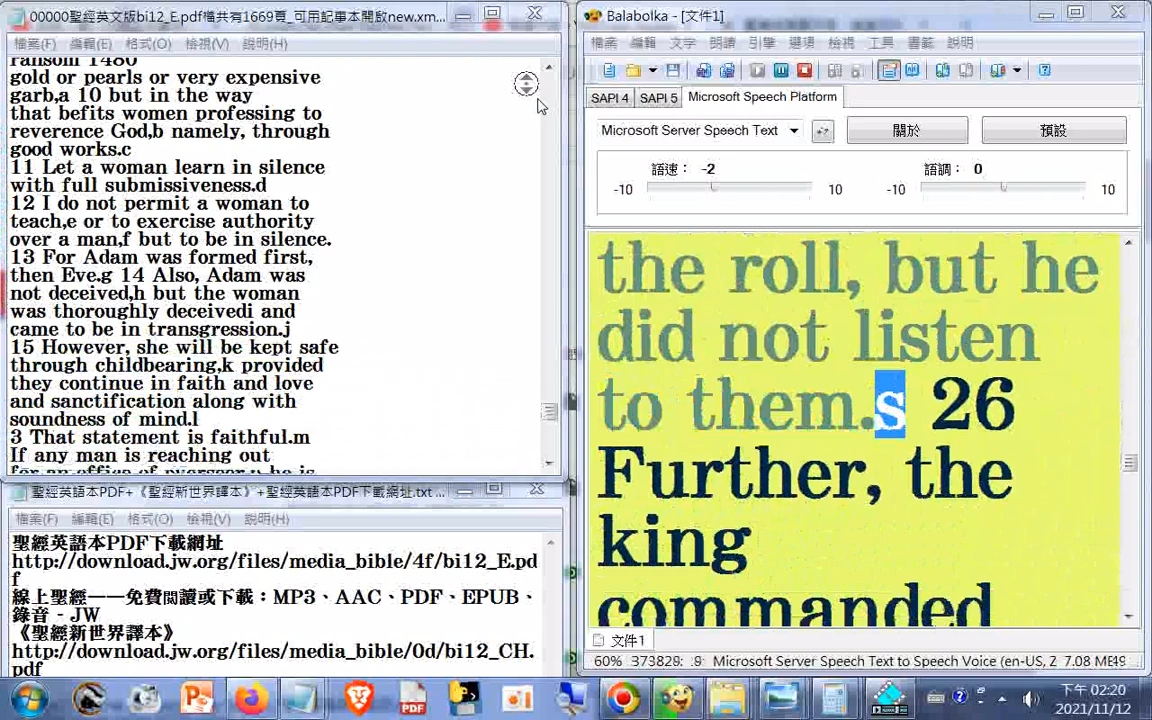 00000聖經英文版bi12_E.pdf檔共有1669頁_可用記事本開啟new.xm...
檔案(F) 編輯(E) 格式(O) 檢視(V) 說明(H)
ransom 1480
gold or pearls or very expensive
garb,a 10 but in the way
that befits women professing to
reverence God,b namely, through
good works.c
11 Let a woman learn in silence
with full submissiveness.d
12 I do not permit a woman to
teach,e or to exercise authority
over a man,f but to be in silence.
13 For Adam was formed first,
then Eve.g 14 Also, Adam was
not deceived,h but the woman
was thoroughly deceivedi and
came to be in transgression.j
15 However, she will be kept safe
through childbearing,k provided
they continue in faith and love
and sanctification along with
soundness of mind.l
3 That statement is faithful.m
If any man is reaching out
for an office of overseer,n he is
聖經英語本PDF+《聖經新世界譯本》+聖經英語本PDF下載網址.txt ...
檔案(F) 編輯(E) 格式(O) 檢視(V) 說明(H)
聖經英語本PDF下載網址
http://download.jw.org/files/media_bible/4f/bi12_E.pd
f
線上聖經——免費閱讀或下載：MP3、AAC、PDF、EPUB、
錄音 - JW
《聖經新世界譯本》
http://download.jw.org/files/media_bible/0d/bi12_CH.
pdf
Balabolka - [文件1]
檔案 編輯 文字 朗讀 引擎 選項 檢視 工具 書籤 說明
SAPI 4 SAPI 5 Microsoft Speech Platform
Microsoft Server Speech Text 關於 預設
語速： -2 語調： 0
-10 10 -10 10
the roll, but he
did not listen
to them.s 26
Further, the
king
commanded
文件1
60% 373829: Microsoft Server Speech Text to Speech Voice (en-US, Z 7.08 ME
PDF
下午 02:20
2021/11/12